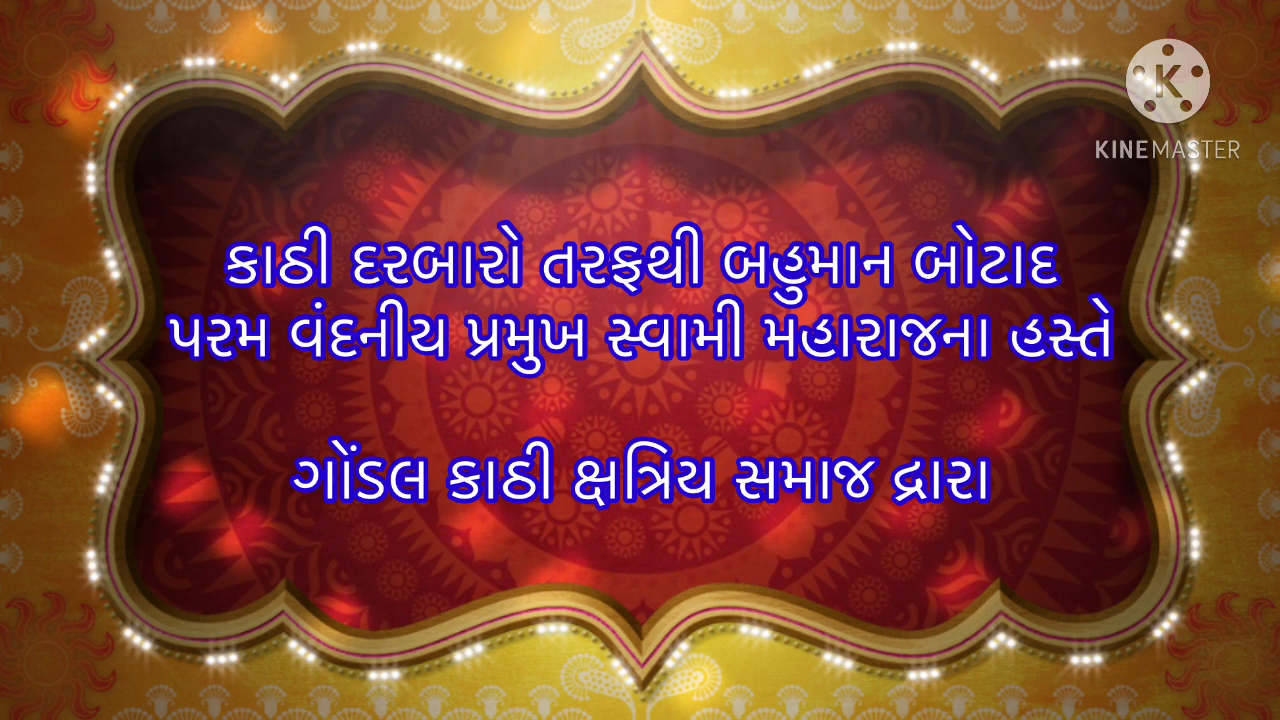 K
KINEMASTER
કાઠી દરબારો તરફથી બહુમાન બોટાદ
પરમ વંદનીય પ્રમુખ સ્વામી મહારાજના હસ્તે
ગોંડલ કાઠી ક્ષત્રિય સમાજ દ્રારા